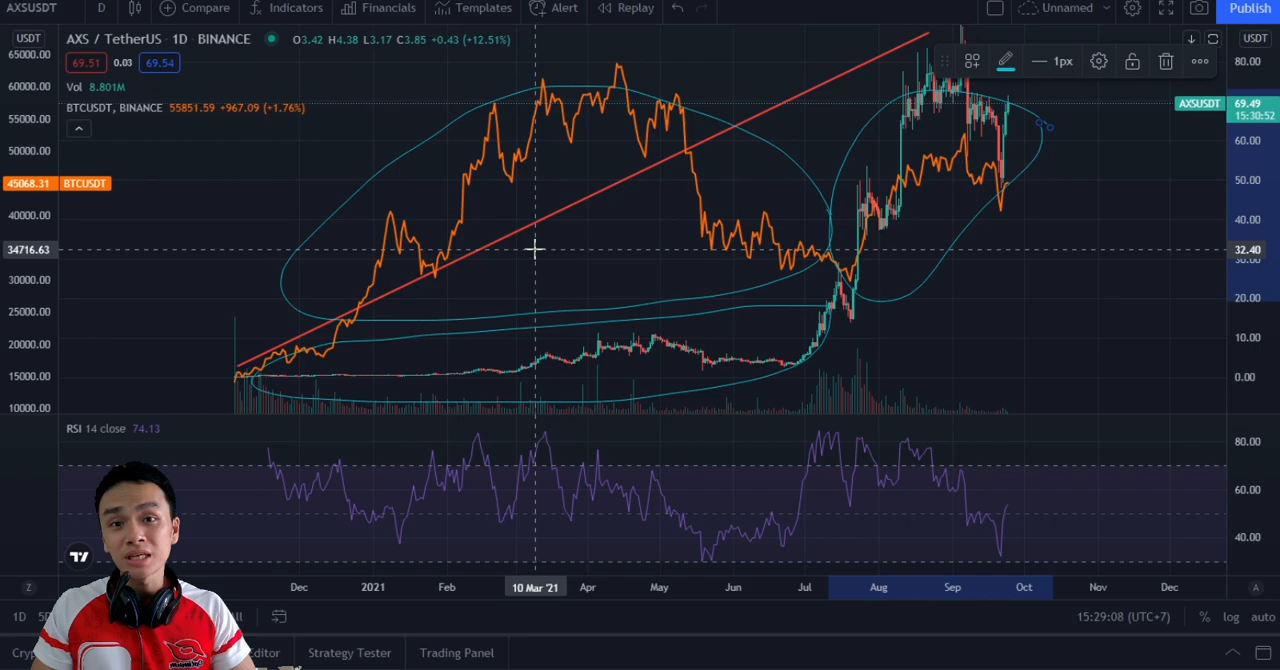 AXSUSDT D Compare Indicators Financials Templates Alert Replay Unnamed Publish
USDT AXS / TetherUS · 1D · BINANCE O3.42 H4.38 L3.17 C3.85 +0.43 (+12.51%) USDT
69.51 0.03 69.54
Vol 8.801M
BTCUSDT, BINANCE 55851.59 +967.09 (+1.76%)
1px
65000.00
60000.00
55000.00
50000.00
45068.31 BTCUSDT
40000.00
34716.63
30000.00
25000.00
20000.00
15000.00
10000.00
80.00
AXSUSDT 69.49
15:30:52
60.00
50.00
40.00
32.40
30.00
20.00
10.00
0.00
RSI 14 close 74.13
80.00
60.00
40.00
Z Dec 2021 Feb 10 Mar '21 Apr May Jun Jul Aug Sep Oct Nov Dec A
1D 15:29:08 (UTC+7) % log auto
Strategy Tester Trading Panel